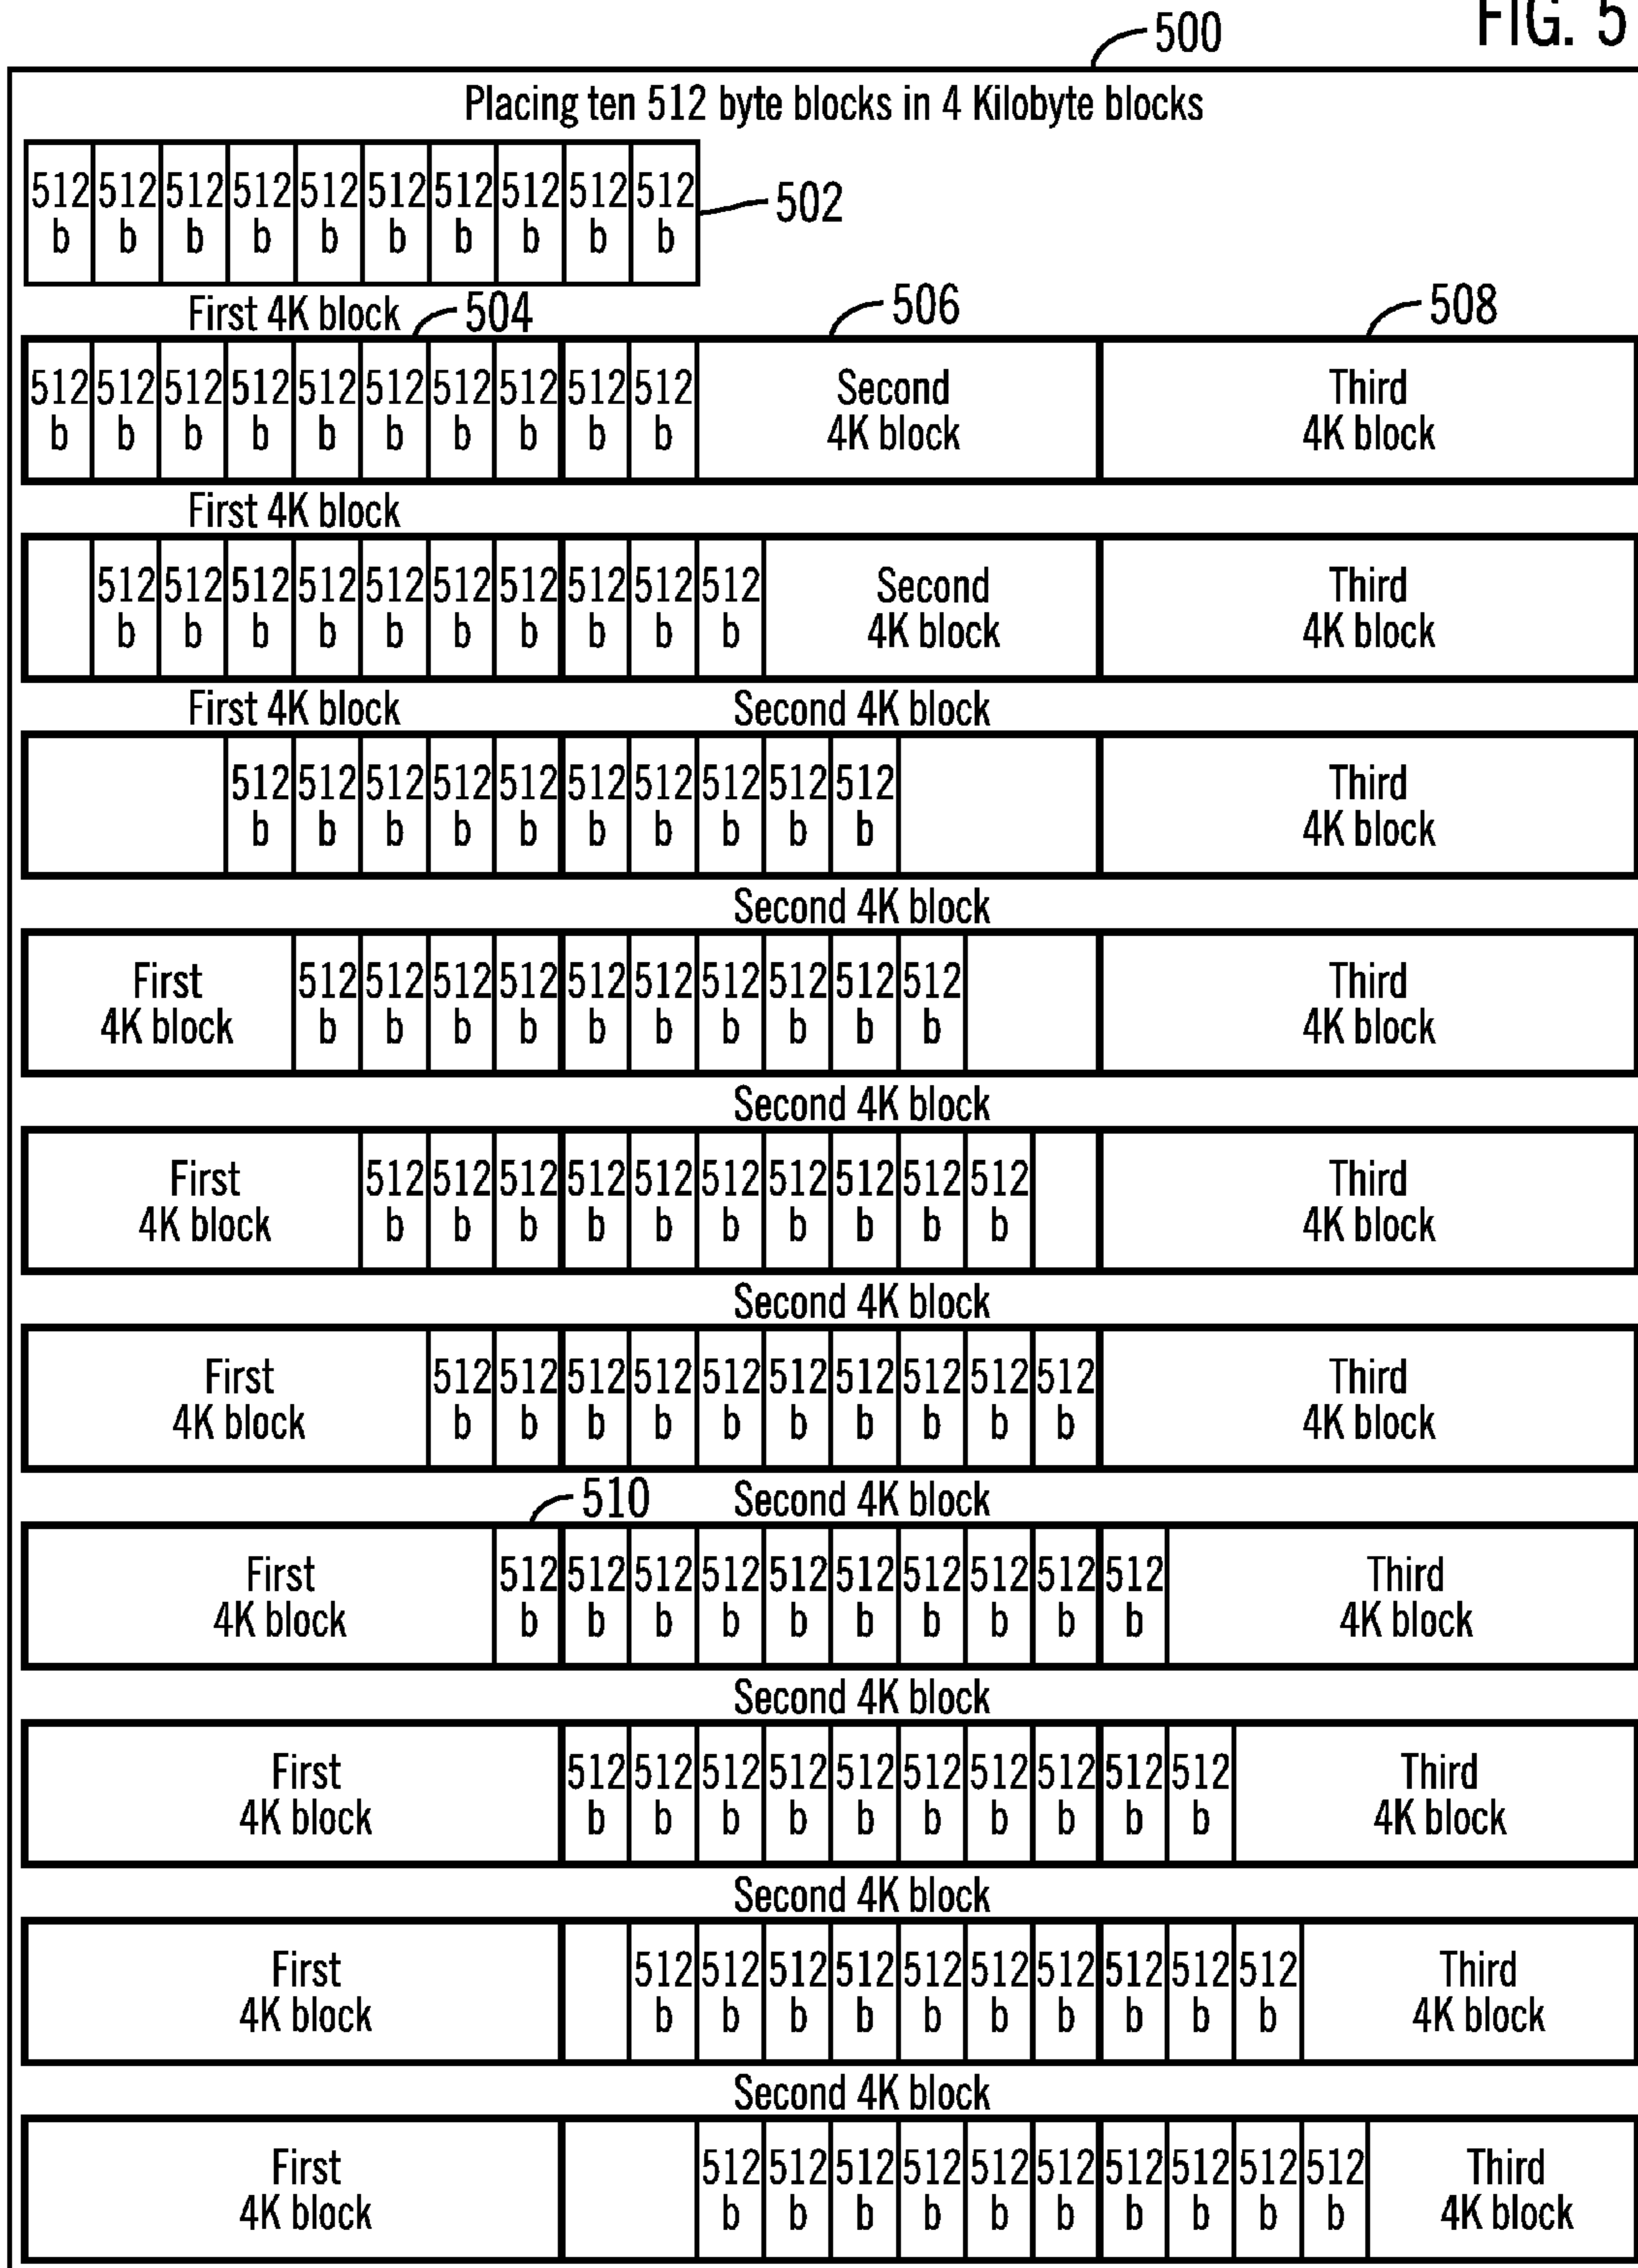 FIG. 5
500
Placing ten 512 byte blocks in 4 Kilobyte blocks
512 512 512 512 512 512 512 512 512 512
b b b b b b b b b b
502
First 4K block 504 506 508
512 512 512 512 512 512 512 512 512 512 Second Third
b b b b b b b b b b 4K block 4K block
First 4K block
512 512 512 512 512 512 512 512 512 512 Second Third
b b b b b b b b b b 4K block 4K block
First 4K block Second 4K block
512 512 512 512 512 512 512 512 512 512 Third
b b b b b b b b b b 4K block
Second 4K block
First 512 512 512 512 512 512 512 512 512 512 Third
4K block b b b b b b b b b b 4K block
Second 4K block
First 512 512 512 512 512 512 512 512 512 512 Third
4K block b b b b b b b b b b 4K block
Second 4K block
First 512 512 512 512 512 512 512 512 512 512 Third
4K block b b b b b b b b b b 4K block
510 Second 4K block
First 512 512 512 512 512 512 512 512 512 512 Third
4K block b b b b b b b b b b 4K block
Second 4K block
First 512 512 512 512 512 512 512 512 512 512 Third
4K block b b b b b b b b b b 4K block
Second 4K block
First 512 512 512 512 512 512 512 512 512 512 Third
4K block b b b b b b b b b b 4K block
Second 4K block
First 512 512 512 512 512 512 512 512 512 512 Third
4K block b b b b b b b b b b 4K block